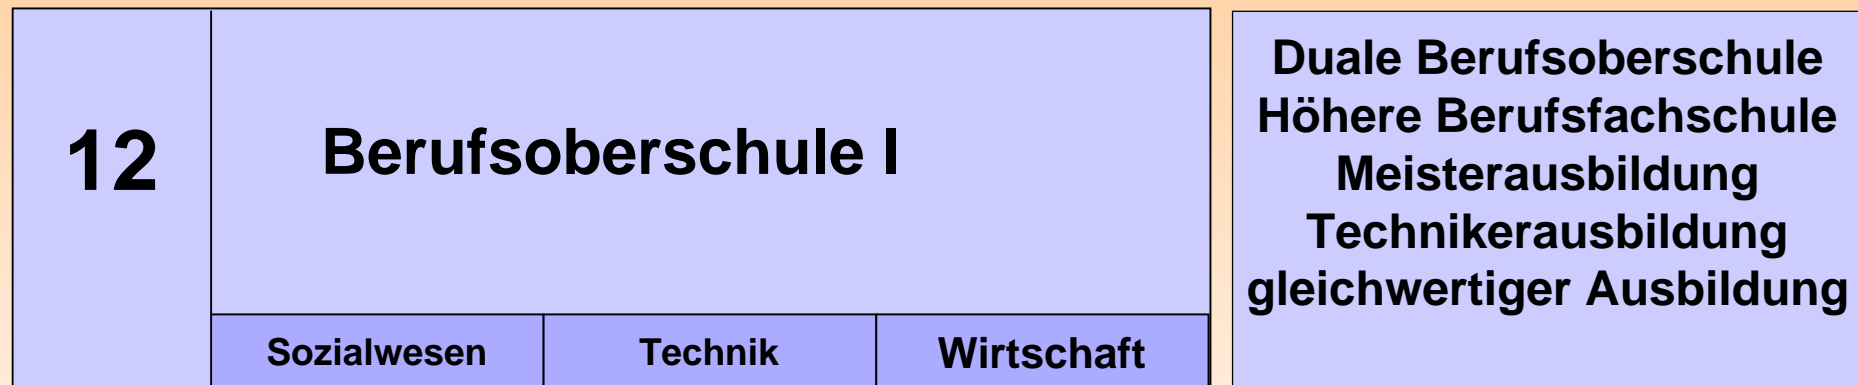 12
Berufsoberschule I
Sozialwesen
Technik
Wirtschaft
Duale Berufsoberschule
Höhere Berufsfachschule
Meisterausbildung
Technikerausbildung
gleichwertiger Ausbildung